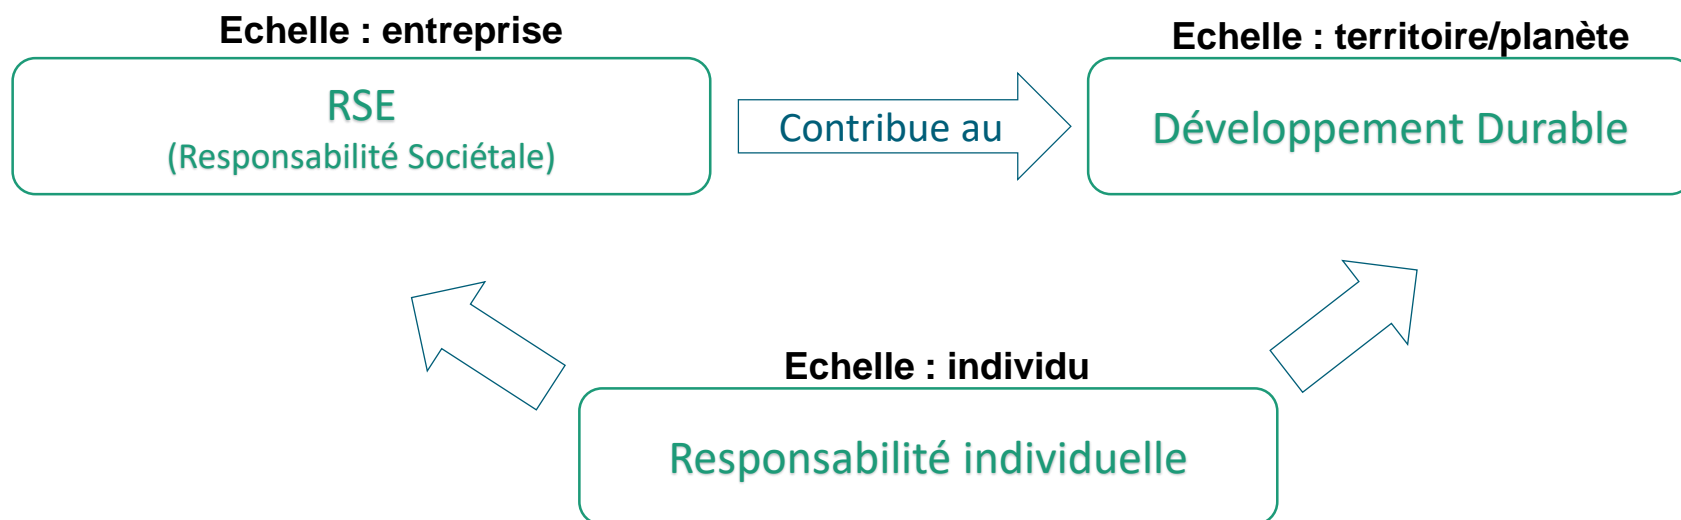 Echelle : entreprise
RSE
(Responsabilité Sociétale)
Contribue au
Echelle : territoire/planète
Développement Durable
Echelle : individu
Responsabilité individuelle